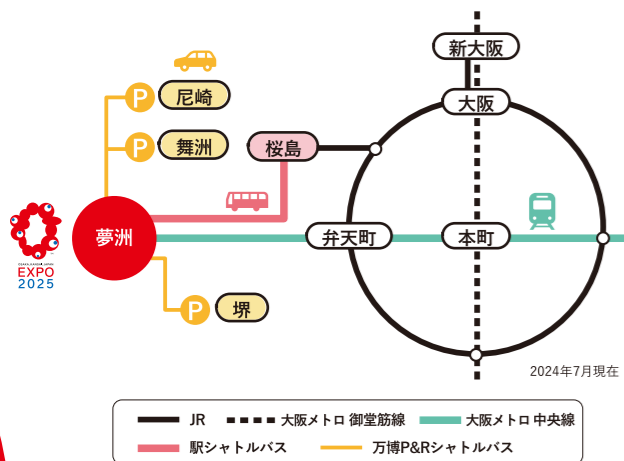 新大阪
P 尼崎
大阪
P 舞洲
桜島
夢洲
弁天町
本町
OSAKA, KANSAI, JAPAN
EXPO
2025
P 堺
2024年7月現在
JR
大阪メトロ 御堂筋線
大阪メトロ 中央線
駅シャトルバス
万博P&Rシャトルバス